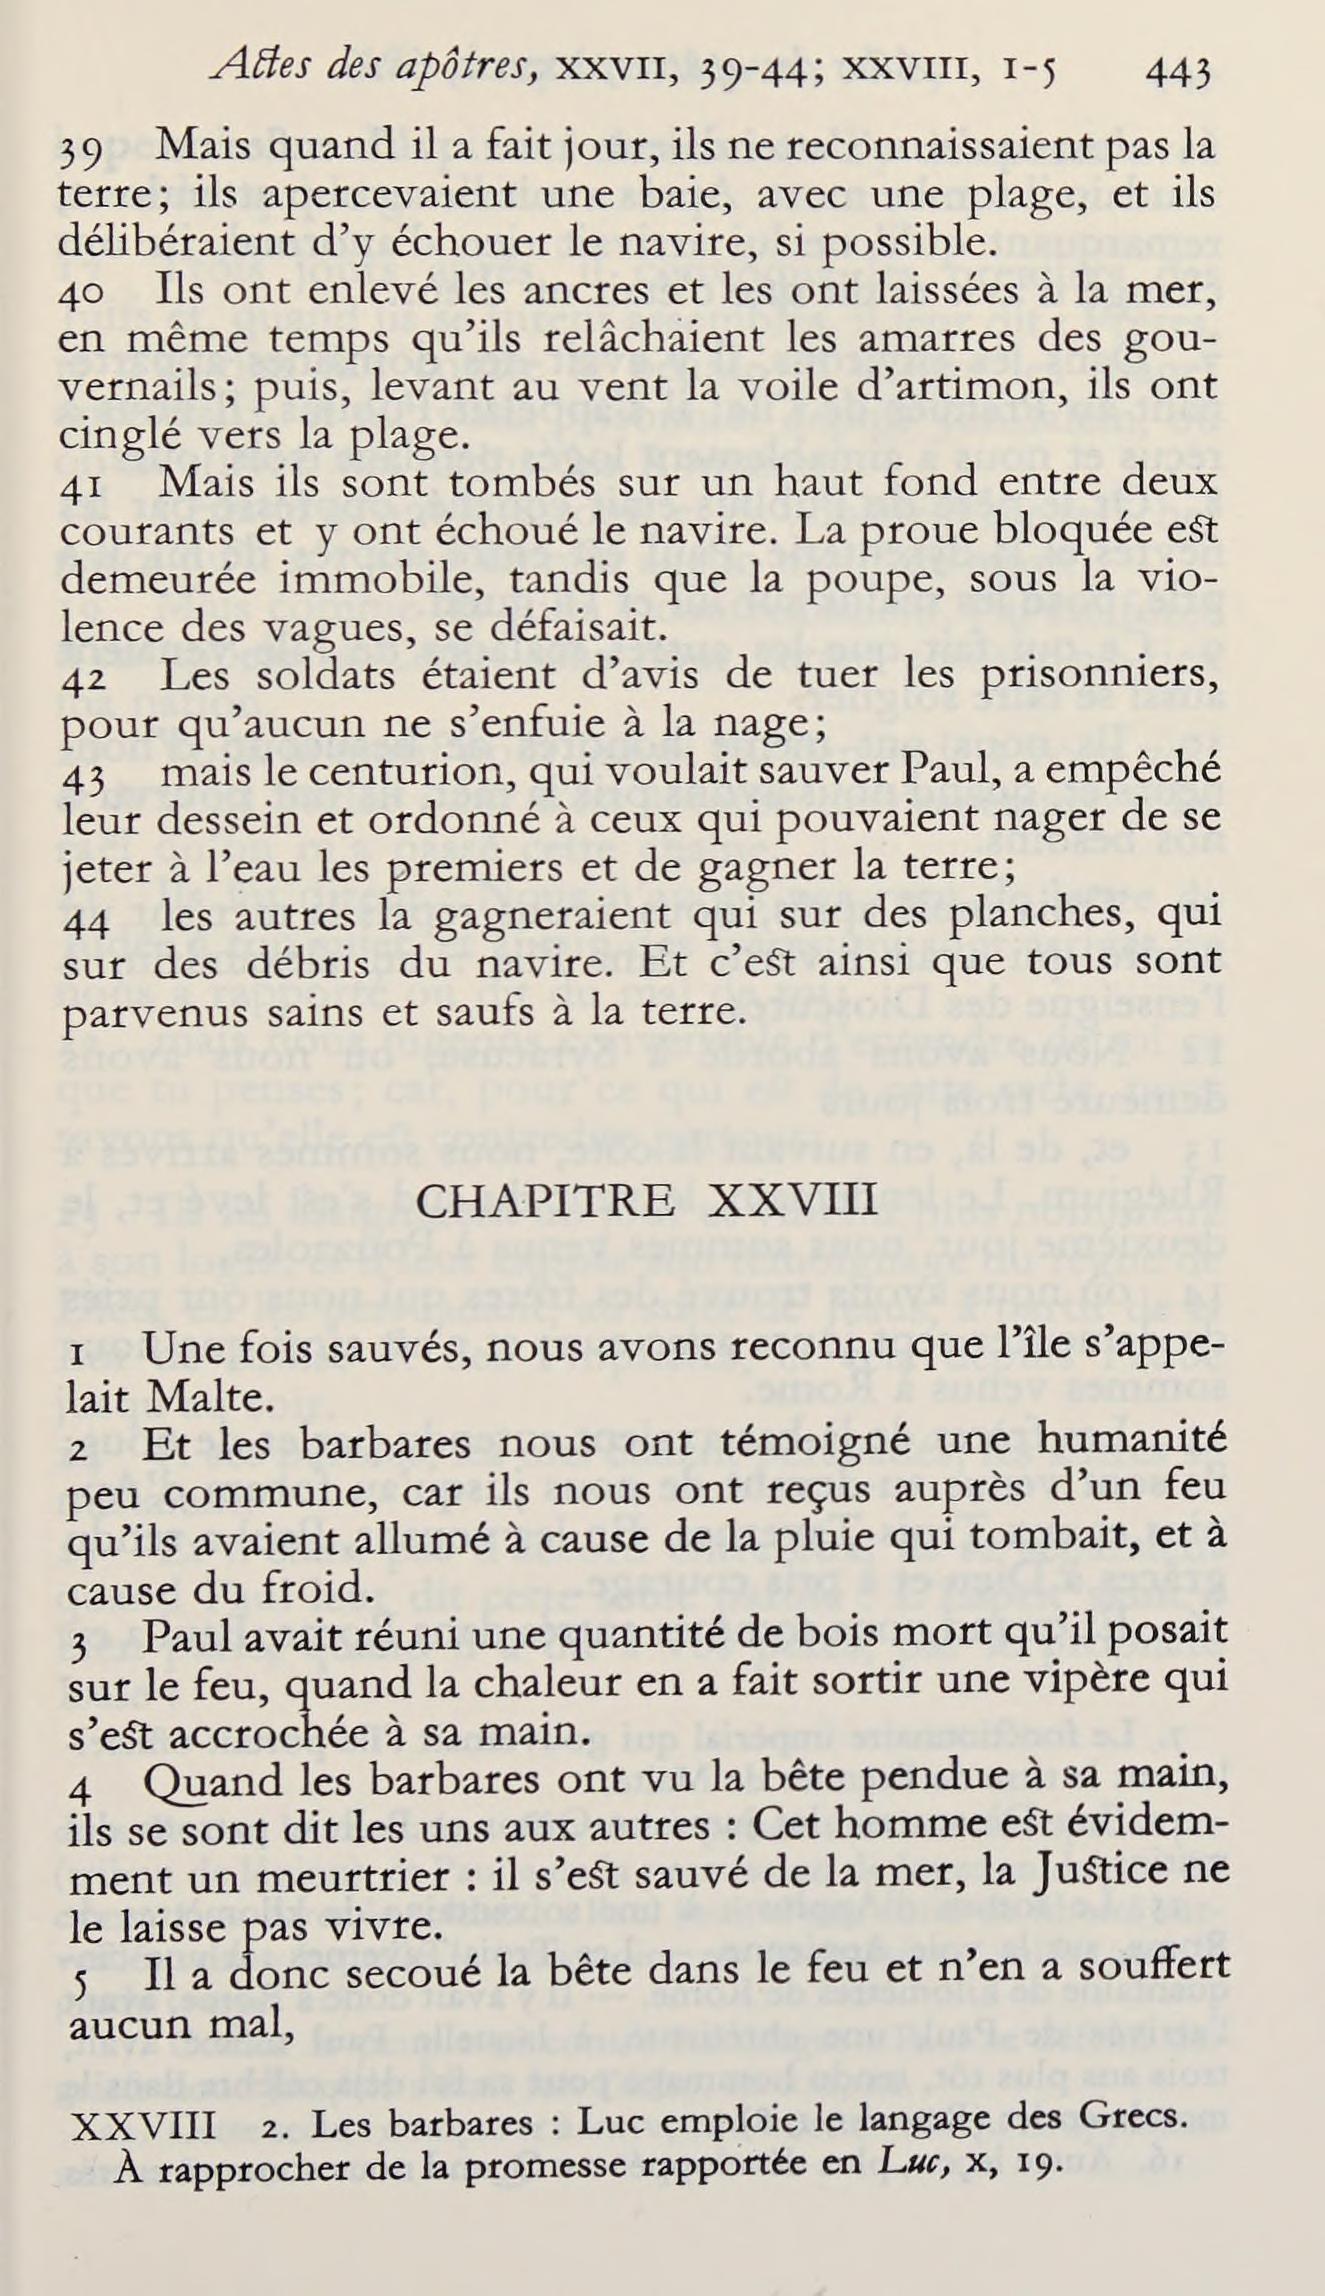 Actes des apôtres, XXVII, 39-44; XXVIII, 1-5 443
39 Mais quand il a fait jour, ils ne reconnaissaient pas la
terre; ils apercevaient une baie, avec une plage, et ils
délibéraient d'y échouer le navire, si possible.
40 Ils ont enlevé les ancres et les ont laissées à la mer,
en même temps qu'ils relâchaient les amarres des gou-
vernails; puis, levant au vent la voile d'artimon, ils ont
cinglé vers la plage.
41 Mais ils sont tombés sur un haut fond entre deux
courants et y ont échoué le navire. La proue bloquée est
demeurée immobile, tandis que la poupe, sous la vio-
lence des vagues, se défaisait.
42 Les soldats étaient d'avis de tuer les prisonniers,
pour qu'aucun ne s'enfuie à la nage;
43 mais le centurion, qui voulait sauver Paul, a empêché
leur dessein et ordonné à ceux qui pouvaient nager de se
jeter à l'eau les premiers et de gagner la terre;
44 les autres la gagneraient qui sur des planches, qui
sur des débris du navire. Et c'est ainsi que tous sont
parvenus sains et saufs à la terre.
CHAPITRE XXVIII
1 Une fois sauvés, nous avons reconnu que l'île s'appe-
lait Malte.
2 Et les barbares nous ont témoigné une humanité
peu commune, car ils nous ont reçus auprès d'un feu
qu'ils avaient allumé à cause de la pluie qui tombait, et à
cause du froid.
3 Paul avait réuni une quantité de bois mort qu'il posait
sur le feu, quand la chaleur en a fait sortir une vipère qui
s'est accrochée à sa main.
4 Quand les barbares ont vu la bête pendue à sa main,
ils se sont dit les uns aux autres : Cet homme est évidem-
ment un meurtrier : il s'est sauvé de la mer, la Justice ne
le laisse pas vivre.
5 Il a donc secoué la bête dans le feu et n'en a souffert
aucun mal,
XXVIII 2. Les barbares : Luc emploie le langage des Grecs.
À rapprocher de la promesse rapportée en Luc, X, 19.